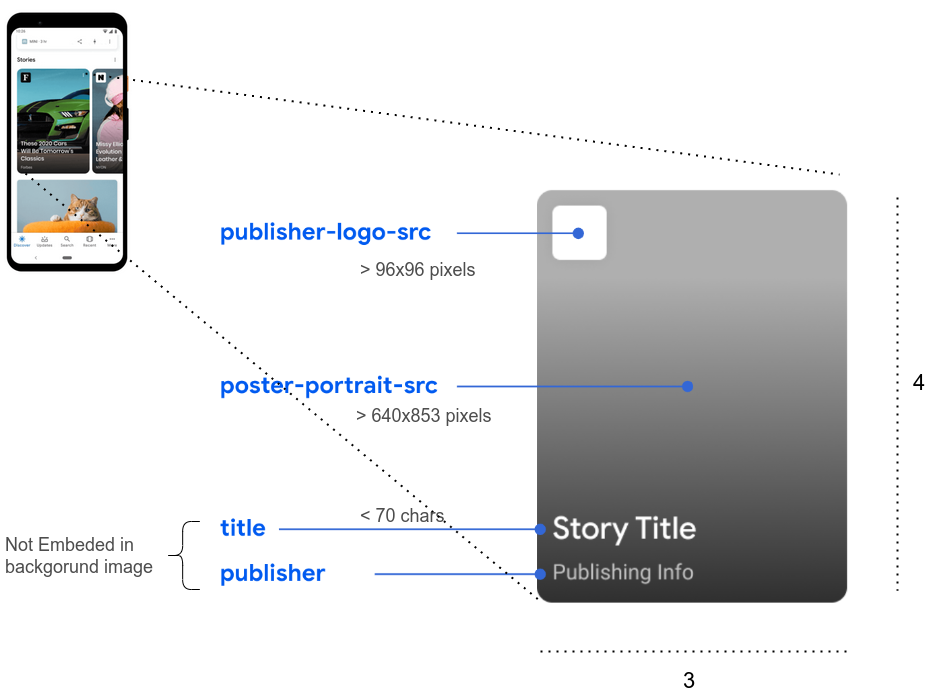 Stories
F
N
These 2020 Cars
Will Be Tomorrow's
Classics
Forbes
Missy Elli
Evolution
Leather &
Discover
Updates
Search
Recent
More
publisher-logo-src
> 96x96 pixels
poster-portrait-src
> 640x853 pixels
< 70 chars
title
publisher
Not Embeded in
backgorund image
Story Title
Publishing Info
4
3